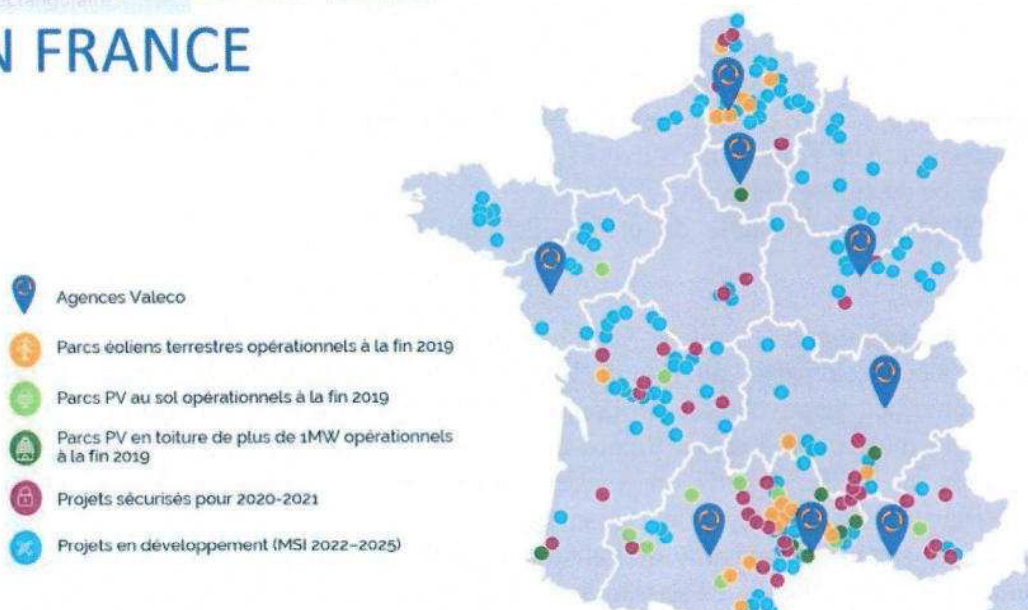 N FRANCE
Agences Valeco
Parcs éoliens terrestres opérationnels à la fin 2019
Parcs PV au sol opérationnels à la fin 2019
Parcs PV en toiture de plus de 1MW opérationnels
à la fin 2019
Projets sécurisés pour 2020-2021
Projets en développement (MSI 2022-2025)